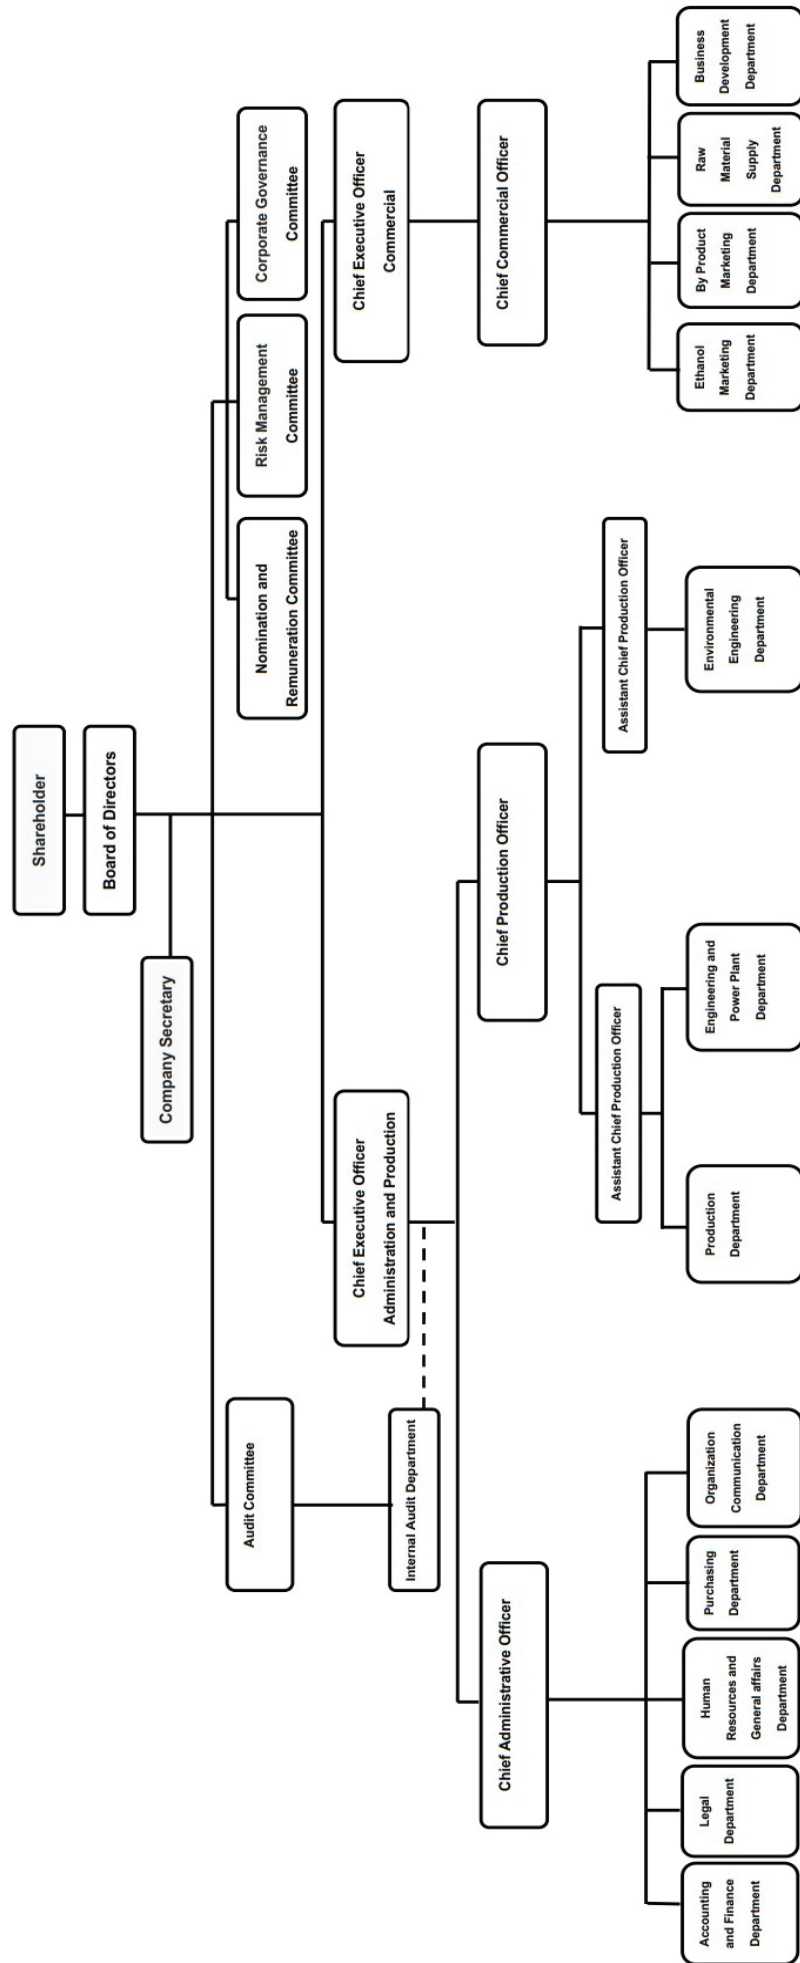 Shareholder
Board of Directors
Company Secretary
Audit Committee
Nomination and
Remuneration Committee
Risk Management
Committee
Corporate Governance
Committee
Chief Executive Officer
Administration and Production
Chief Executive Officer
Commercial
Internal Audit Department
Chief Administrative Officer
Chief Production Officer
Chief Commercial Officer
Assistant Chief Production Officer
Assistant Chief Production Officer
Accounting
and Finance
Department
Legal
Department
Human
Resources and
General affairs
Department
Purchasing
Department
Organization
Communication
Department
Production
Department
Engineering and
Power Plant
Department
Environmental
Engineering
Department
Ethanol
Marketing
Department
By Product
Marketing
Department
Raw
Material
Supply
Department
Business
Development
Department